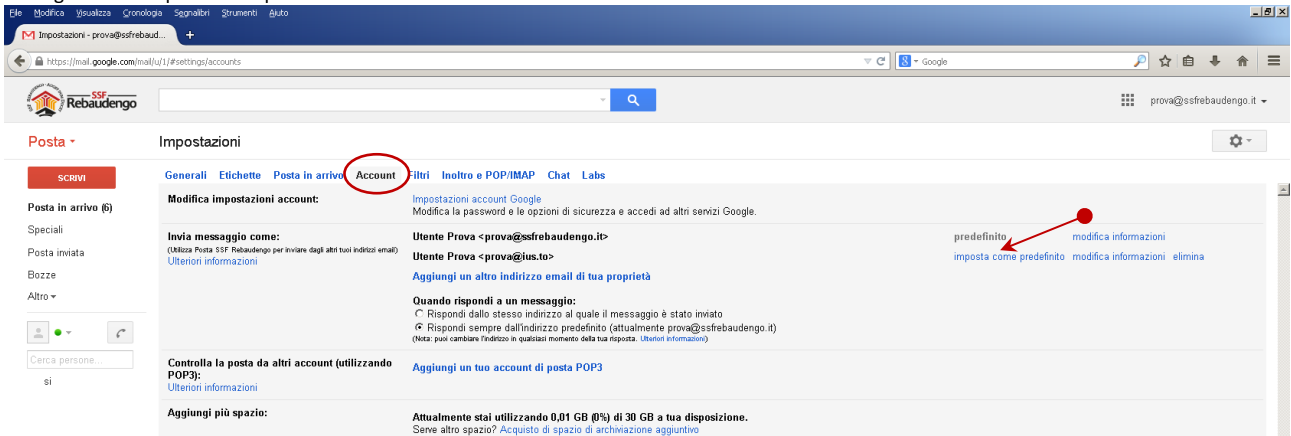 File Modifica Visualizza Cronologia Segnalibri Strumenti Aiuto
Impostazioni - prova@ssfrebaud...
https://mail.google.com/mail/u/1/#settings/accounts
Google
SSF
Rebaudengo
prova@ssfrebaudengo.it
Posta
Impostazioni
SCRIVI
Generali Etichette Posta in arrivo Account Filtri Inoltro e POP/IMAP Chat Labs
Posta in arrivo (6)
Speciali
Posta inviata
Bozze
Altro
Cerca persone...
si
Modifica impostazioni account:
Impostazioni account Google
Modifica la password e le opzioni di sicurezza e accedi ad altri servizi Google.
Invia messaggio come:
(Utilizza Posta SSF Rebaudengo per inviare dagli altri tuoi indirizzi email)
Ulteriori informazioni
Utente Prova <prova@ssfrebaudengo.it>
predefinito
modifica informazioni
Utente Prova <prova@ius.to>
imposta come predefinito modifica informazioni elimina
Aggiungi un altro indirizzo email di tua proprietà
Quando rispondi a un messaggio:
Rispondi dallo stesso indirizzo al quale il messaggio è stato inviato
Rispondi sempre dall'indirizzo predefinito (attualmente prova@ssfrebaudengo.it)
(Nota: puoi cambiare l'indirizzo in qualsiasi momento della tua risposta. Ulteriori informazioni)
Controlla la posta da altri account (utilizzando
POP3):
Ulteriori informazioni
Aggiungi un tuo account di posta POP3
Aggiungi più spazio:
Attualmente stai utilizzando 0,01 GB (0%) di 30 GB a tua disposizione.
Serve altro spazio? Acquisto di spazio di archiviazione aggiuntivo